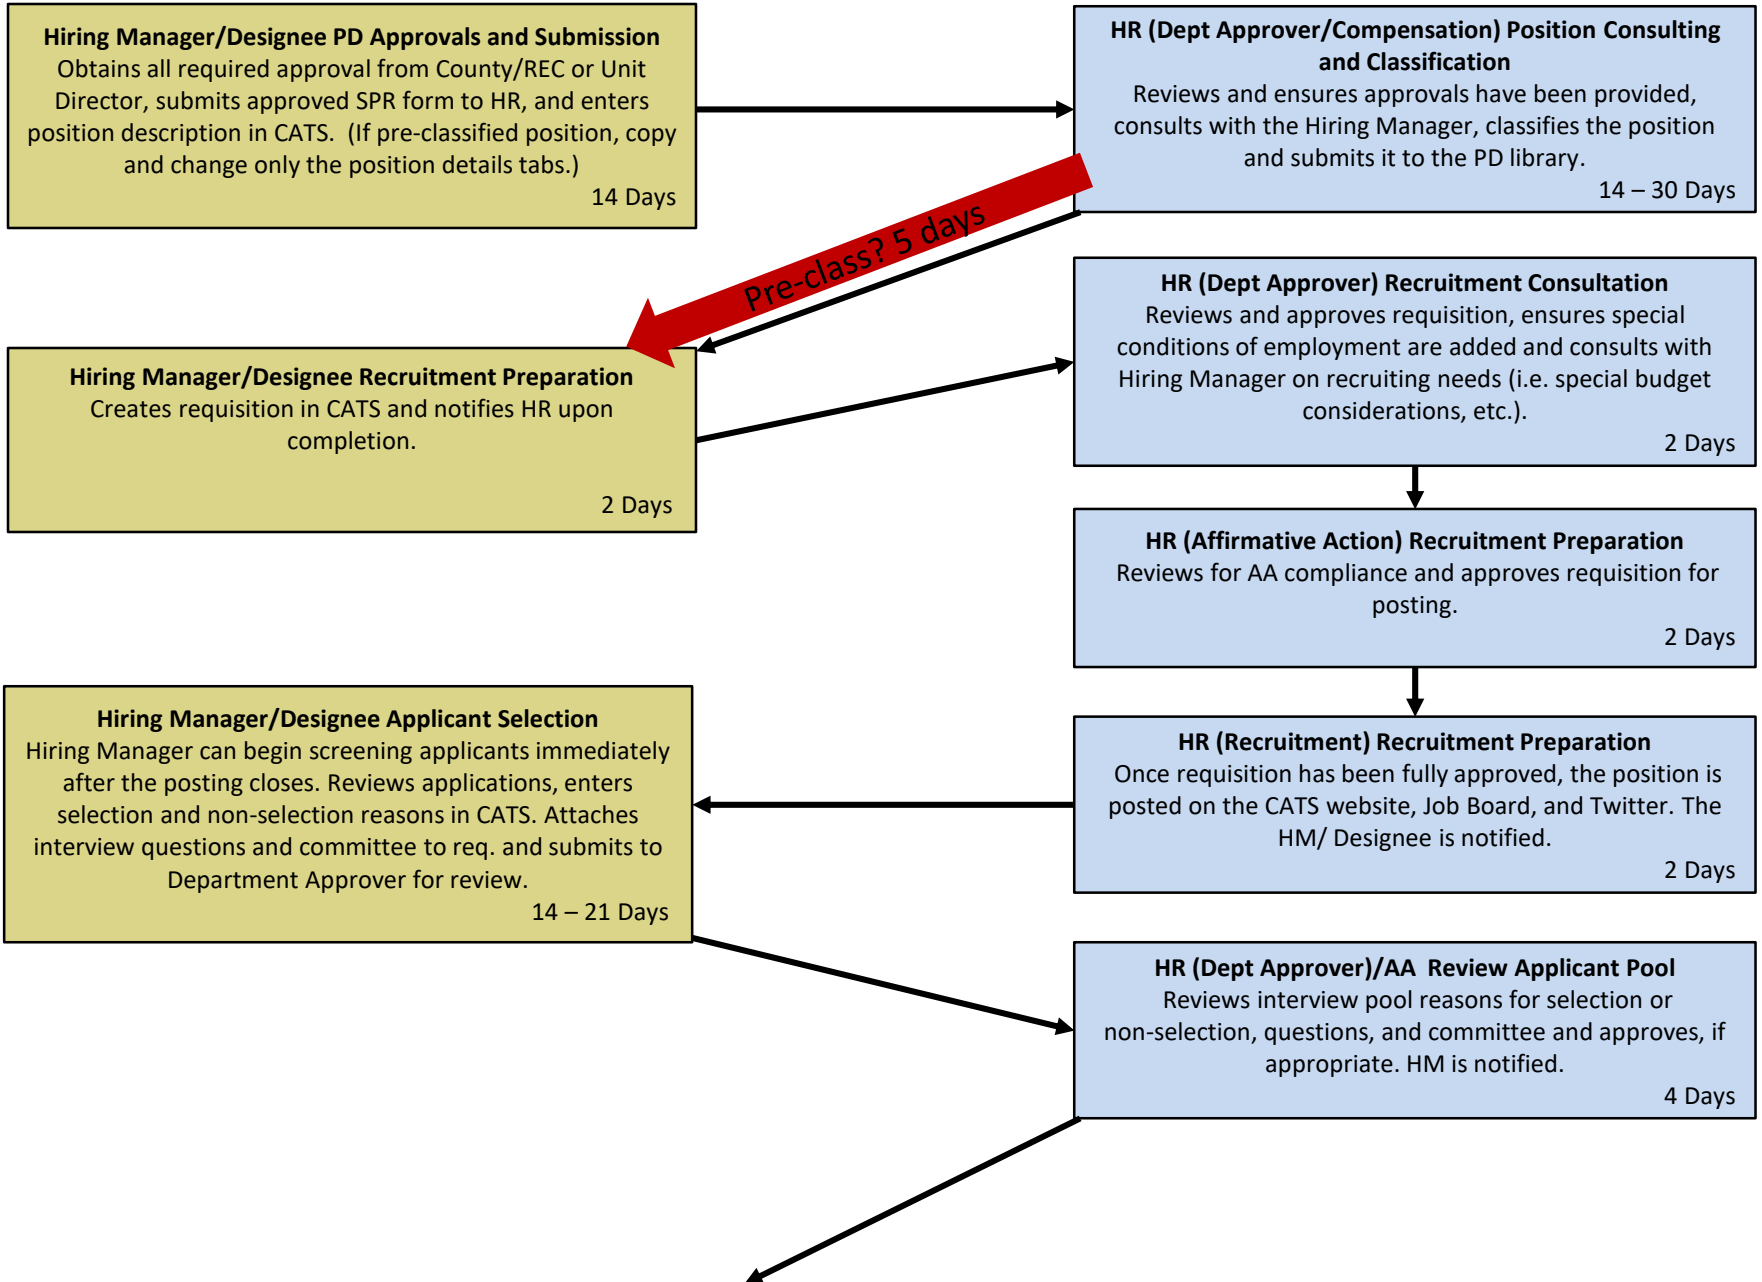 Hiring Manager/Designee PD Approvals and Submission
Obtains all required approval from County/REC or Unit
Director, submits approved SPR form to HR, and enters
position description in CATS.  (If pre-classified position, copy
and change only the position details tabs.)
14 Days
HR (Dept Approver/Compensation) Position Consulting
and Classification
Reviews and ensures approvals have been provided,
consults with the Hiring Manager, classifies the position
and submits it to the PD library.
14 – 30 Days
Pre-class? 5 days
Hiring Manager/Designee Recruitment Preparation
Creates requisition in CATS and notifies HR upon
completion.
2 Days
HR (Dept Approver) Recruitment Consultation
Reviews and approves requisition, ensures special
conditions of employment are added and consults with
Hiring Manager on recruiting needs (i.e. special budget
considerations, etc.).
2 Days
HR (Affirmative Action) Recruitment Preparation
Reviews for AA compliance and approves requisition for
posting.
2 Days
HR (Recruitment) Recruitment Preparation
Once requisition has been fully approved, the position is
posted on the CATS website, Job Board, and Twitter. The
HM/ Designee is notified.
2 Days
Hiring Manager/Designee Applicant Selection
Hiring Manager can begin screening applicants immediately
after the posting closes. Reviews applications, enters
selection and non-selection reasons in CATS. Attaches
interview questions and committee to req. and submits to
Department Approver for review.
14 – 21 Days
HR (Dept Approver)/AA  Review Applicant Pool
Reviews interview pool reasons for selection or
non-selection, questions, and committee and approves, if
appropriate. HM is notified.
4 Days